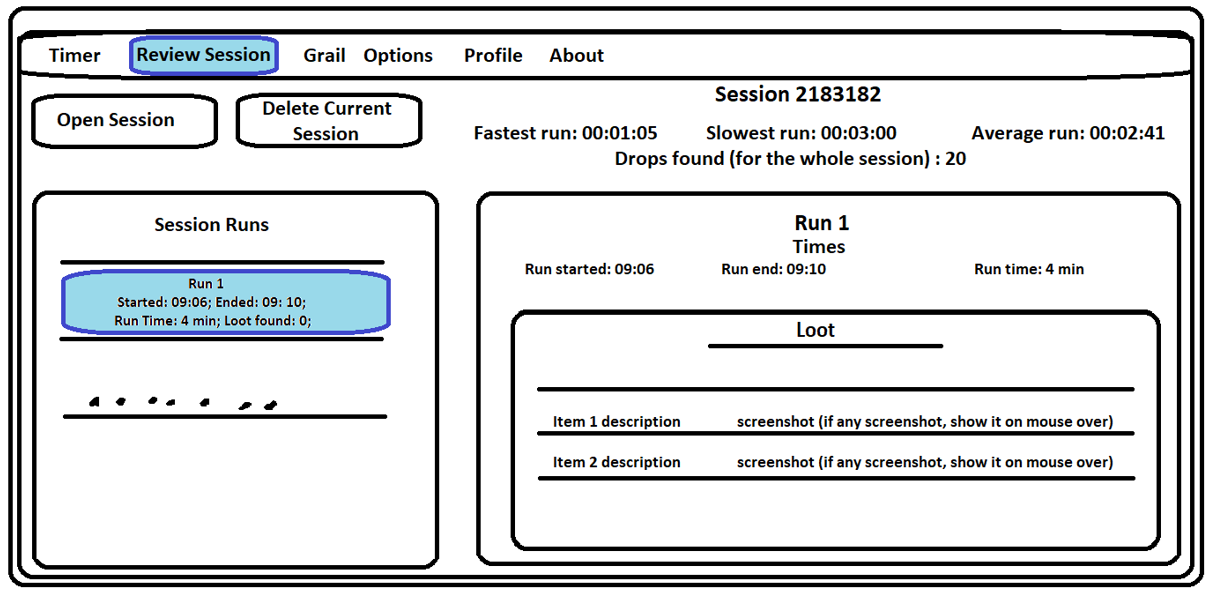 Timer Review Session Grail Options Profile About
Open Session
Delete Current
Session
Session 2183182
Fastest run: 00:01:05 Slowest run: 00:03:00 Average run: 00:02:41
Drops found (for the whole session) : 20
Session Runs
Run 1
Started: 09:06; Ended: 09: 10;
Run Time: 4 min; Loot found: 0;
Run 1
Times
Run started: 09:06 Run end: 09:10 Run time: 4 min
Loot
Item 1 description screenshot (if any screenshot, show it on mouse over)
Item 2 description screenshot (if any screenshot, show it on mouse over)